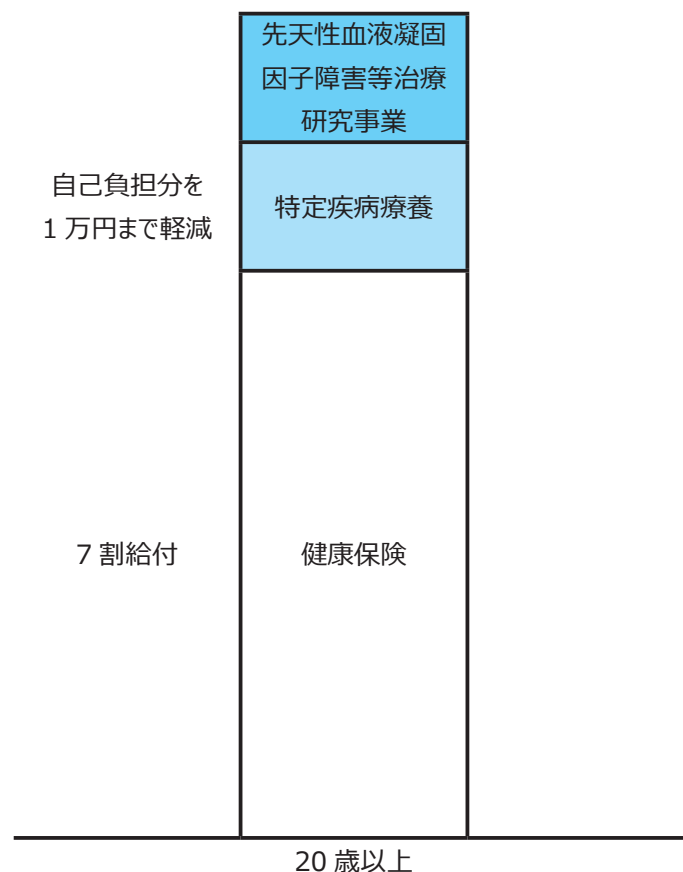 先天性血液凝固
因子障害等治療
研究事業
自己負担分を
1 万円まで軽減
特定疾病療養
7 割給付
健康保険
20 歳以上